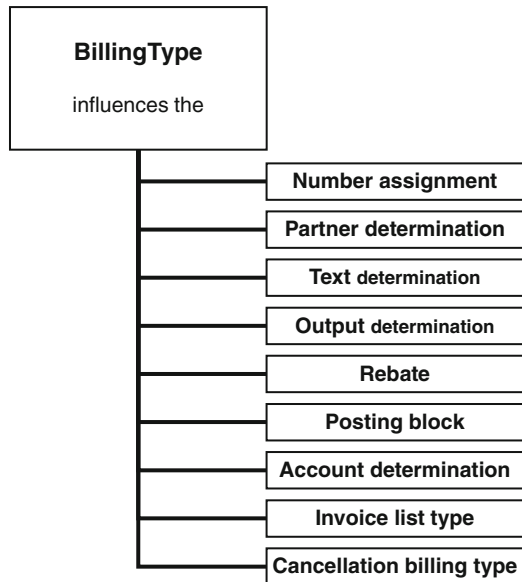 BillingType
influences the
Number assignment
Partner determination
Text determination
Output determination
Rebate
Posting block
Account determination
Invoice list type
Cancellation billing type